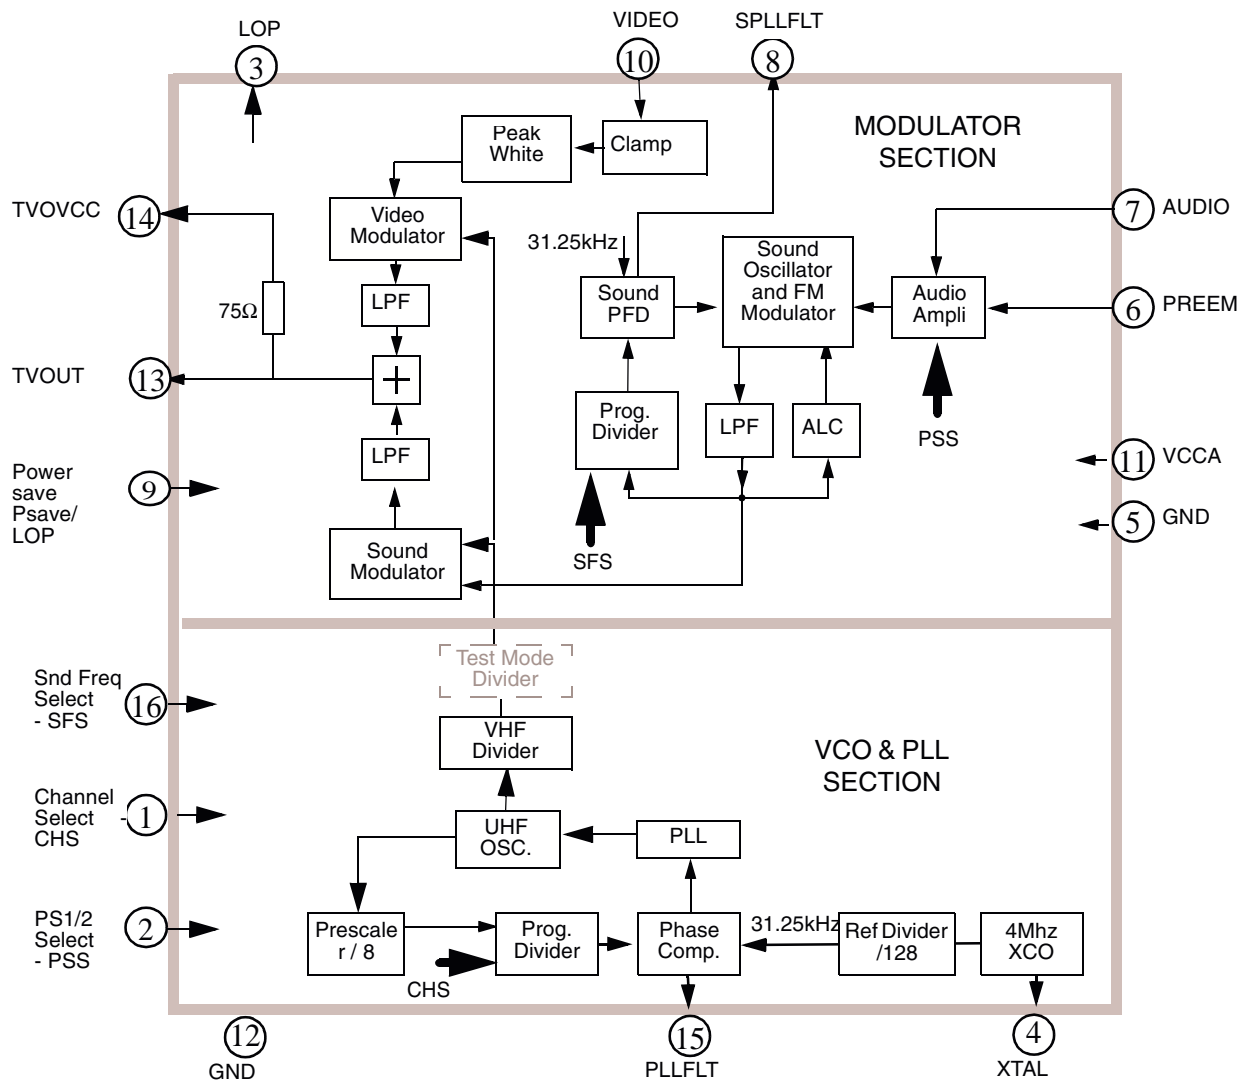 LOP
VIDEO
SPLLFLT
3
10
8
MODULATOR
SECTION
Peak
White
Clamp
TVOVCC
14
Video
Modulator
31.25kHz
Sound
Oscillator
and FM
Modulator
7
AUDIO
75Ω
LPF
Sound
PFD
Audio
Ampli
6
PREEM
TVOUT
13
+
Prog.
Divider
LPF
ALC
PSS
LPF
Power
save
Psave/
LOP
9
11
VCCA
5
GND
SFS
Sound
Modulator
Test Mode
Divider
Snd Freq
Select
- SFS
16
VHF
Divider
VCO & PLL
SECTION
Channel
Select -
CHS
1
UHF
OSC.
PLL
PS1/2
Select
- PSS
2
Prescale
r / 8
Prog.
Divider
CHS
Phase
Comp.
31.25kHz
Ref Divider
/128
4Mhz
XCO
12
GND
15
PLLFLT
4
XTAL